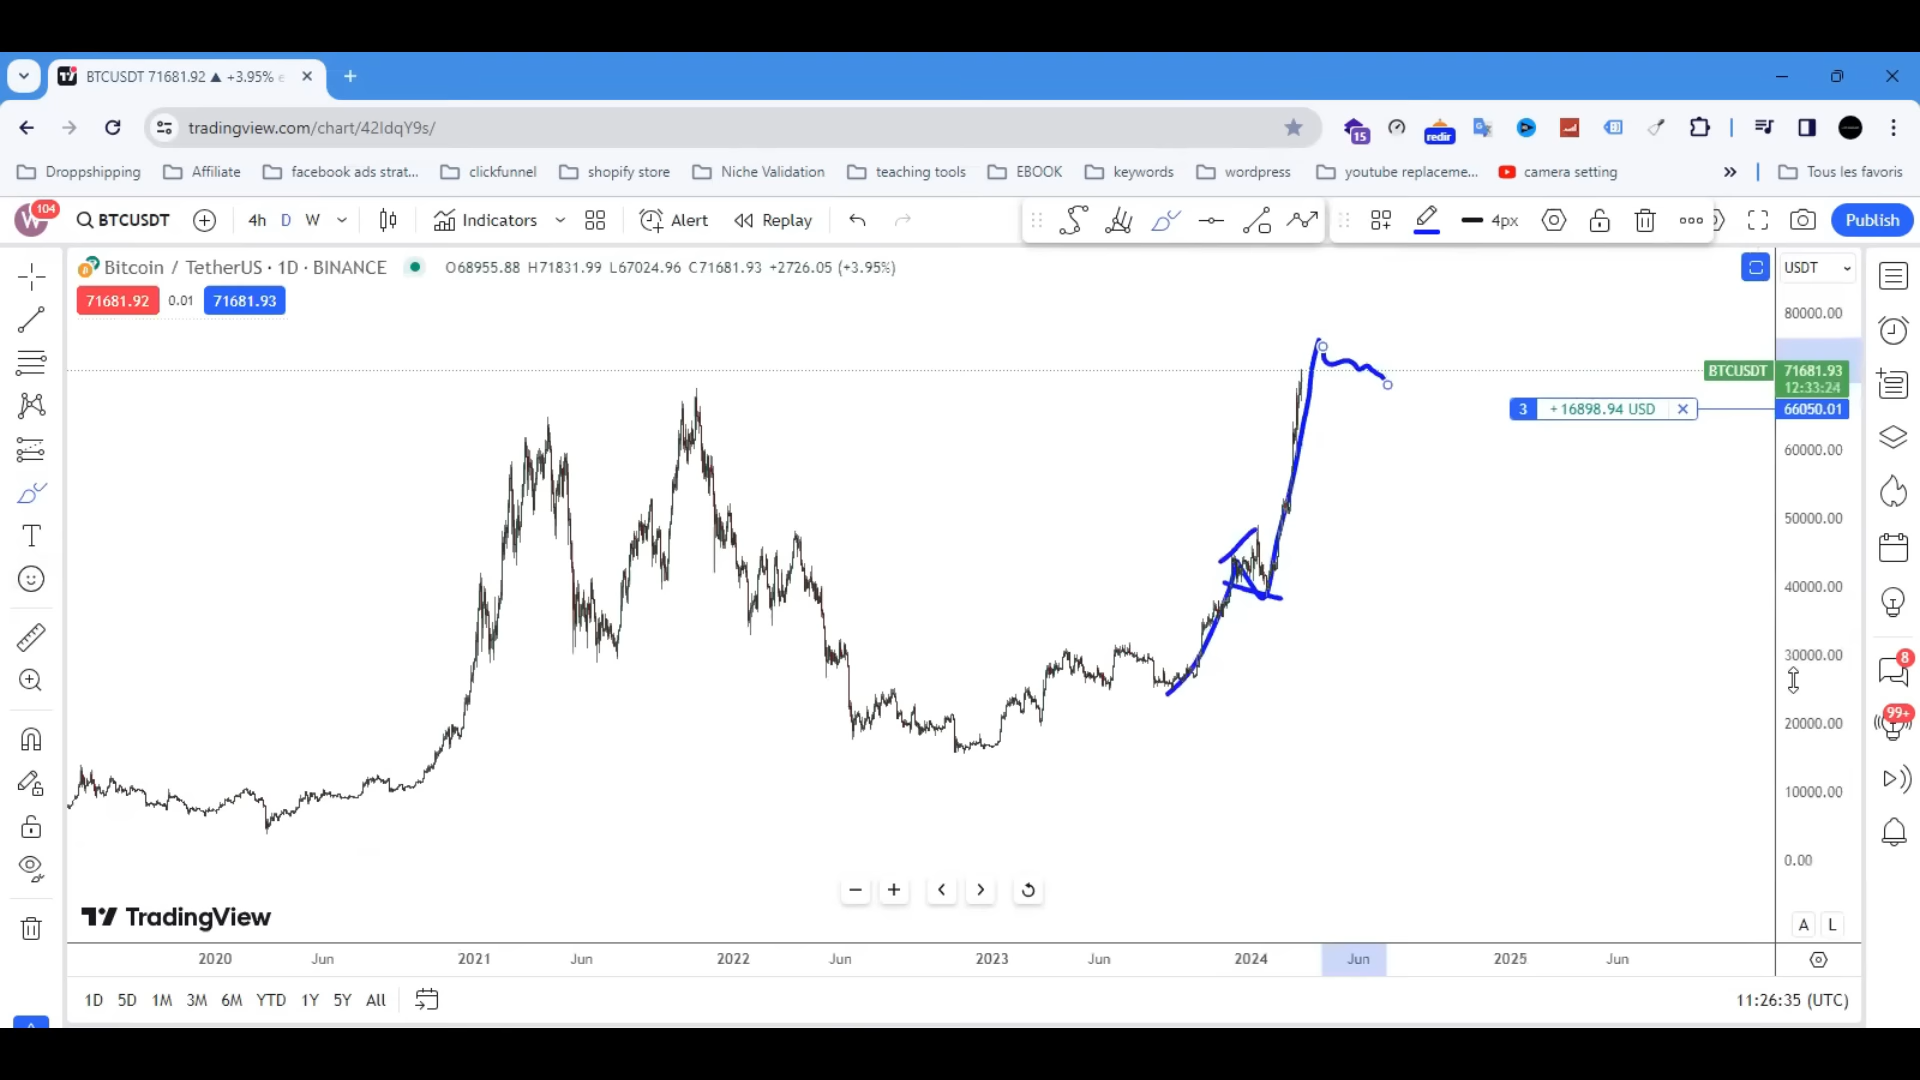 BTCUSDT 71681.92 ▲ +3.95%
tradingview.com/chart/42IdqY9s/
15
redir
Droppshipping
Affiliate
facebook ads strat...
clickfunnel
shopify store
Niche Validation
teaching tools
EBOOK
keywords
wordpress
youtube replaceme...
camera setting
»
Tous les favoris
W
104
BTCUSDT
4h
D
W
Indicators
Alert
Replay
4px
Publish
Bitcoin / TetherUS · 1D · BINANCE
O68955.88 H71831.99 L67024.96 C71681.93 +2726.05 (+3.95%)
USDT
71681.92
0.01
71681.93
80000.00
BTCUSDT
71681.93
12:33:24
3
+16898.94 USD
66050.01
60000.00
50000.00
40000.00
30000.00
20000.00
10000.00
0.00
8
99+
TradingView
A
L
2020
Jun
2021
Jun
2022
Jun
2023
Jun
2024
Jun
2025
Jun
1D
5D
1M
3M
6M
YTD
1Y
5Y
All
11:26:35 (UTC)